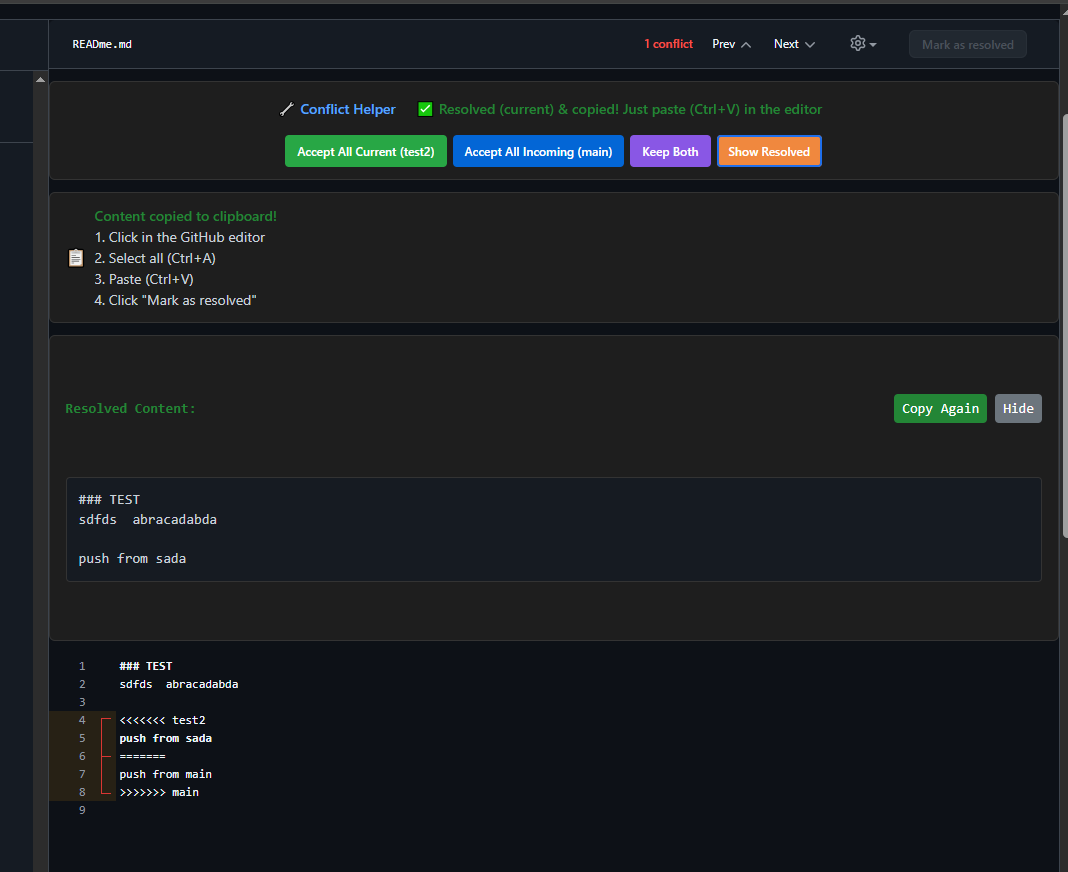 READme.md 1 conflict Prev Next Mark as resolved
Conflict Helper Resolved (current) & copied! Just paste (Ctrl+V) in the editor
Accept All Current (test2) Accept All Incoming (main) Keep Both Show Resolved
Content copied to clipboard!
1. Click in the GitHub editor
2. Select all (Ctrl+A)
3. Paste (Ctrl+V)
4. Click "Mark as resolved"
Resolved Content: Copy Again Hide
### TEST
sdfds  abracadabda
push from sada
1 ### TEST
2 sdfds  abracadabda
3
4 <<<<<<< test2
5 push from sada
6 =======
7 push from main
8 >>>>>>> main
9